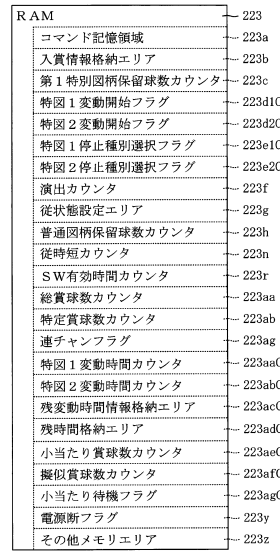 RAM 223
コマンド記憶領域 223a
入賞情報格納エリア 223b
第1特別図柄保留球数カウンタ 223c
特図1変動開始フラグ 223d10
特図2変動開始フラグ 223d20
特図1停止種別選択フラグ 223e10
特図2停止種別選択フラグ 223e20
演出カウンタ 223f
従状態設定エリア 223g
普通図柄保留球数カウンタ 223h
従時短カウンタ 223n
SW有効時間カウンタ 223r
総賞球数カウンタ 223aa
特定賞球数カウンタ 223ab
連チャンフラグ 223ag
特図1変動時間カウンタ 223aa0
特図2変動時間カウンタ 223ab0
残変動時間情報格納エリア 223ac0
残時間格納エリア 223ad0
小当たり賞球数カウンタ 223ae0
擬似賞球数カウンタ 223af0
小当たり待機フラグ 223ag0
電源断フラグ 223y
その他メモリエリア 223z